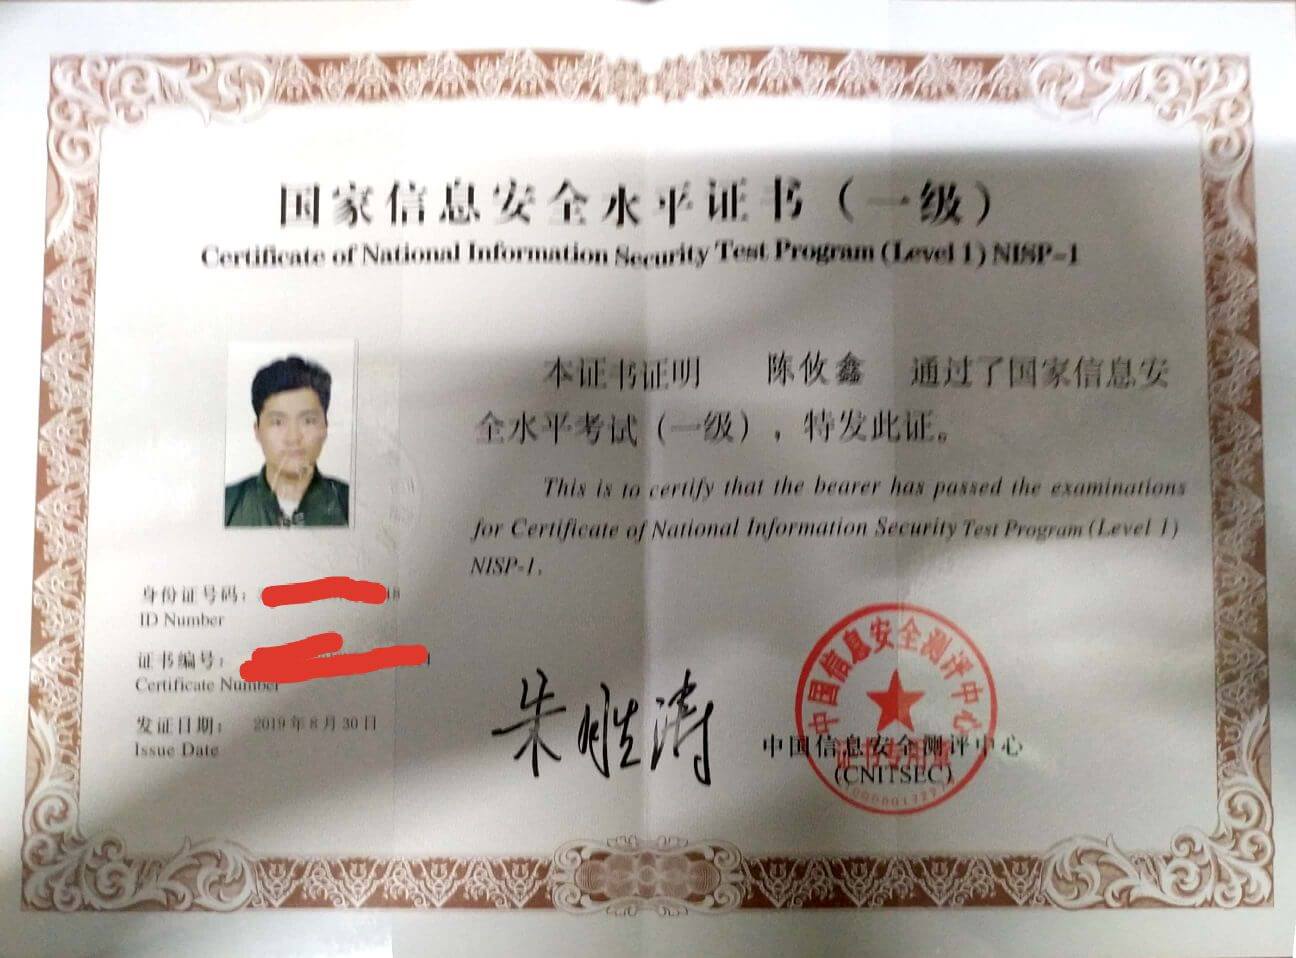 国家信息安全水平证书（一级）
Certificate of National Information Security Test Program (Level 1) NISP-1
本证书证明 陈攸鑫 通过了国家信息安
全水平考试（一级），特发此证。
This is to certify that the bearer has passed the examinations
for Certificate of National Information Security Test Program (Level 1)
NISP-1.
身份证号码：
ID Number
证书编号：
Certificate Number
发证日期： 2019年8月30日
Issue Date
朱胜涛
中国信息安全测评中心
(CNITSEC)
中国信息安全测评中心
证书专用章